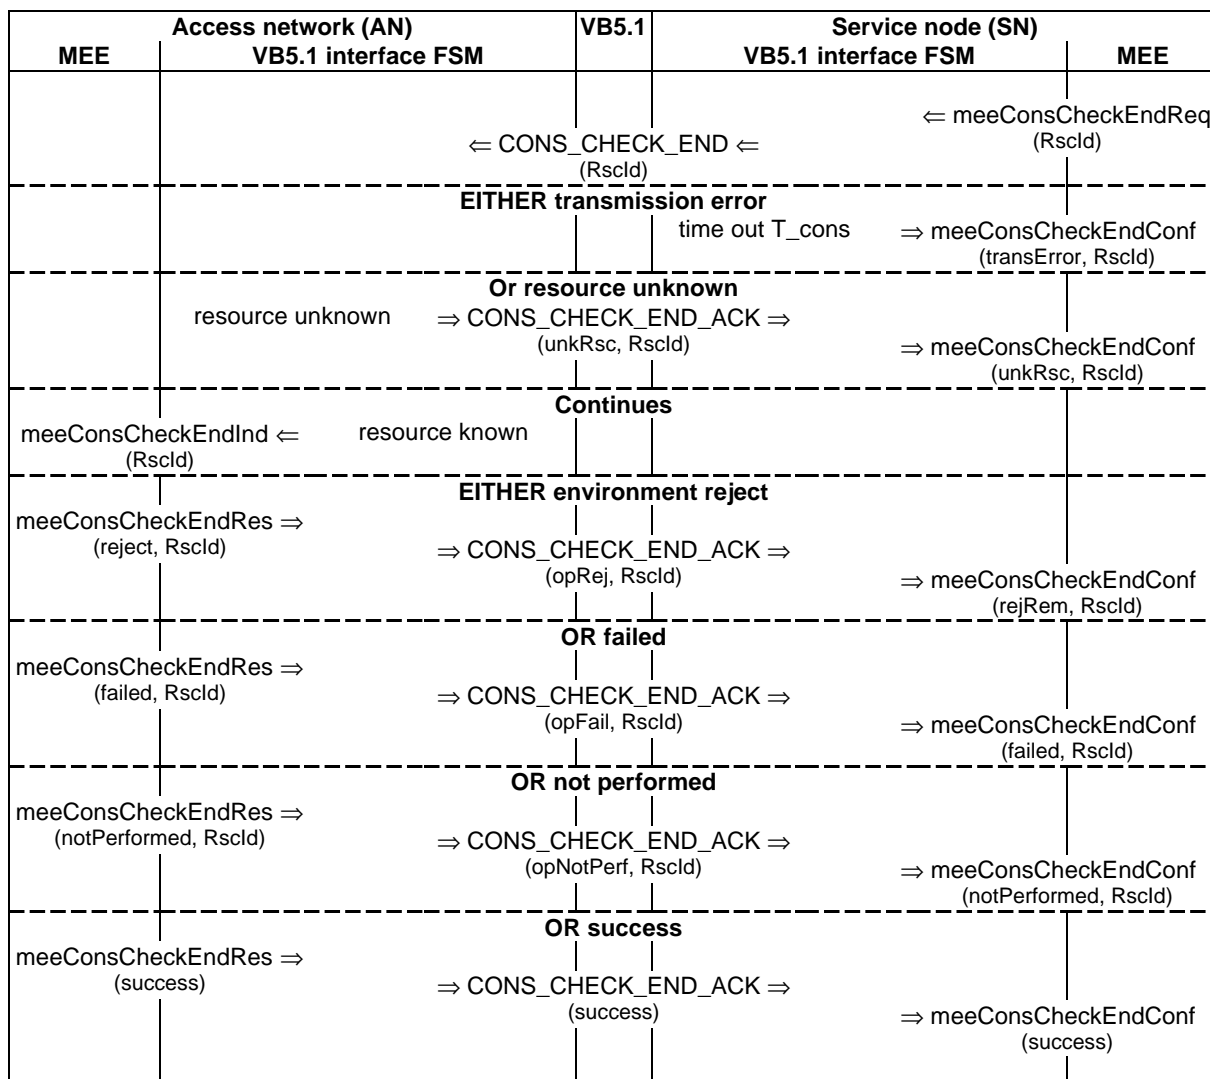 Access network (AN) VB5.1 Service node (SN)
MEE VB5.1 interface FSM VB5.1 interface FSM MEE
⇐ meeConsCheckEndReq
(RscId)
⇐ CONS_CHECK_END ⇐
(RscId)
EITHER transmission error
time out T_cons ⇒ meeConsCheckEndConf
(transError, RscId)
Or resource unknown
resource unknown ⇒ CONS_CHECK_END_ACK ⇒
(unkRsc, RscId)
⇒ meeConsCheckEndConf
(unkRsc, RscId)
Continues
meeConsCheckEndInd ⇐ resource known
(RscId)
EITHER environment reject
meeConsCheckEndRes ⇒
(reject, RscId)
⇒ CONS_CHECK_END_ACK ⇒
(opRej, RscId)
⇒ meeConsCheckEndConf
(rejRem, RscId)
OR failed
meeConsCheckEndRes ⇒
(failed, RscId)
⇒ CONS_CHECK_END_ACK ⇒
(opFail, RscId)
⇒ meeConsCheckEndConf
(failed, RscId)
OR not performed
meeConsCheckEndRes ⇒
(notPerformed, RscId)
⇒ CONS_CHECK_END_ACK ⇒
(opNotPerf, RscId)
⇒ meeConsCheckEndConf
(notPerformed, RscId)
OR success
meeConsCheckEndRes ⇒
(success)
⇒ CONS_CHECK_END_ACK ⇒
(success)
⇒ meeConsCheckEndConf
(success)